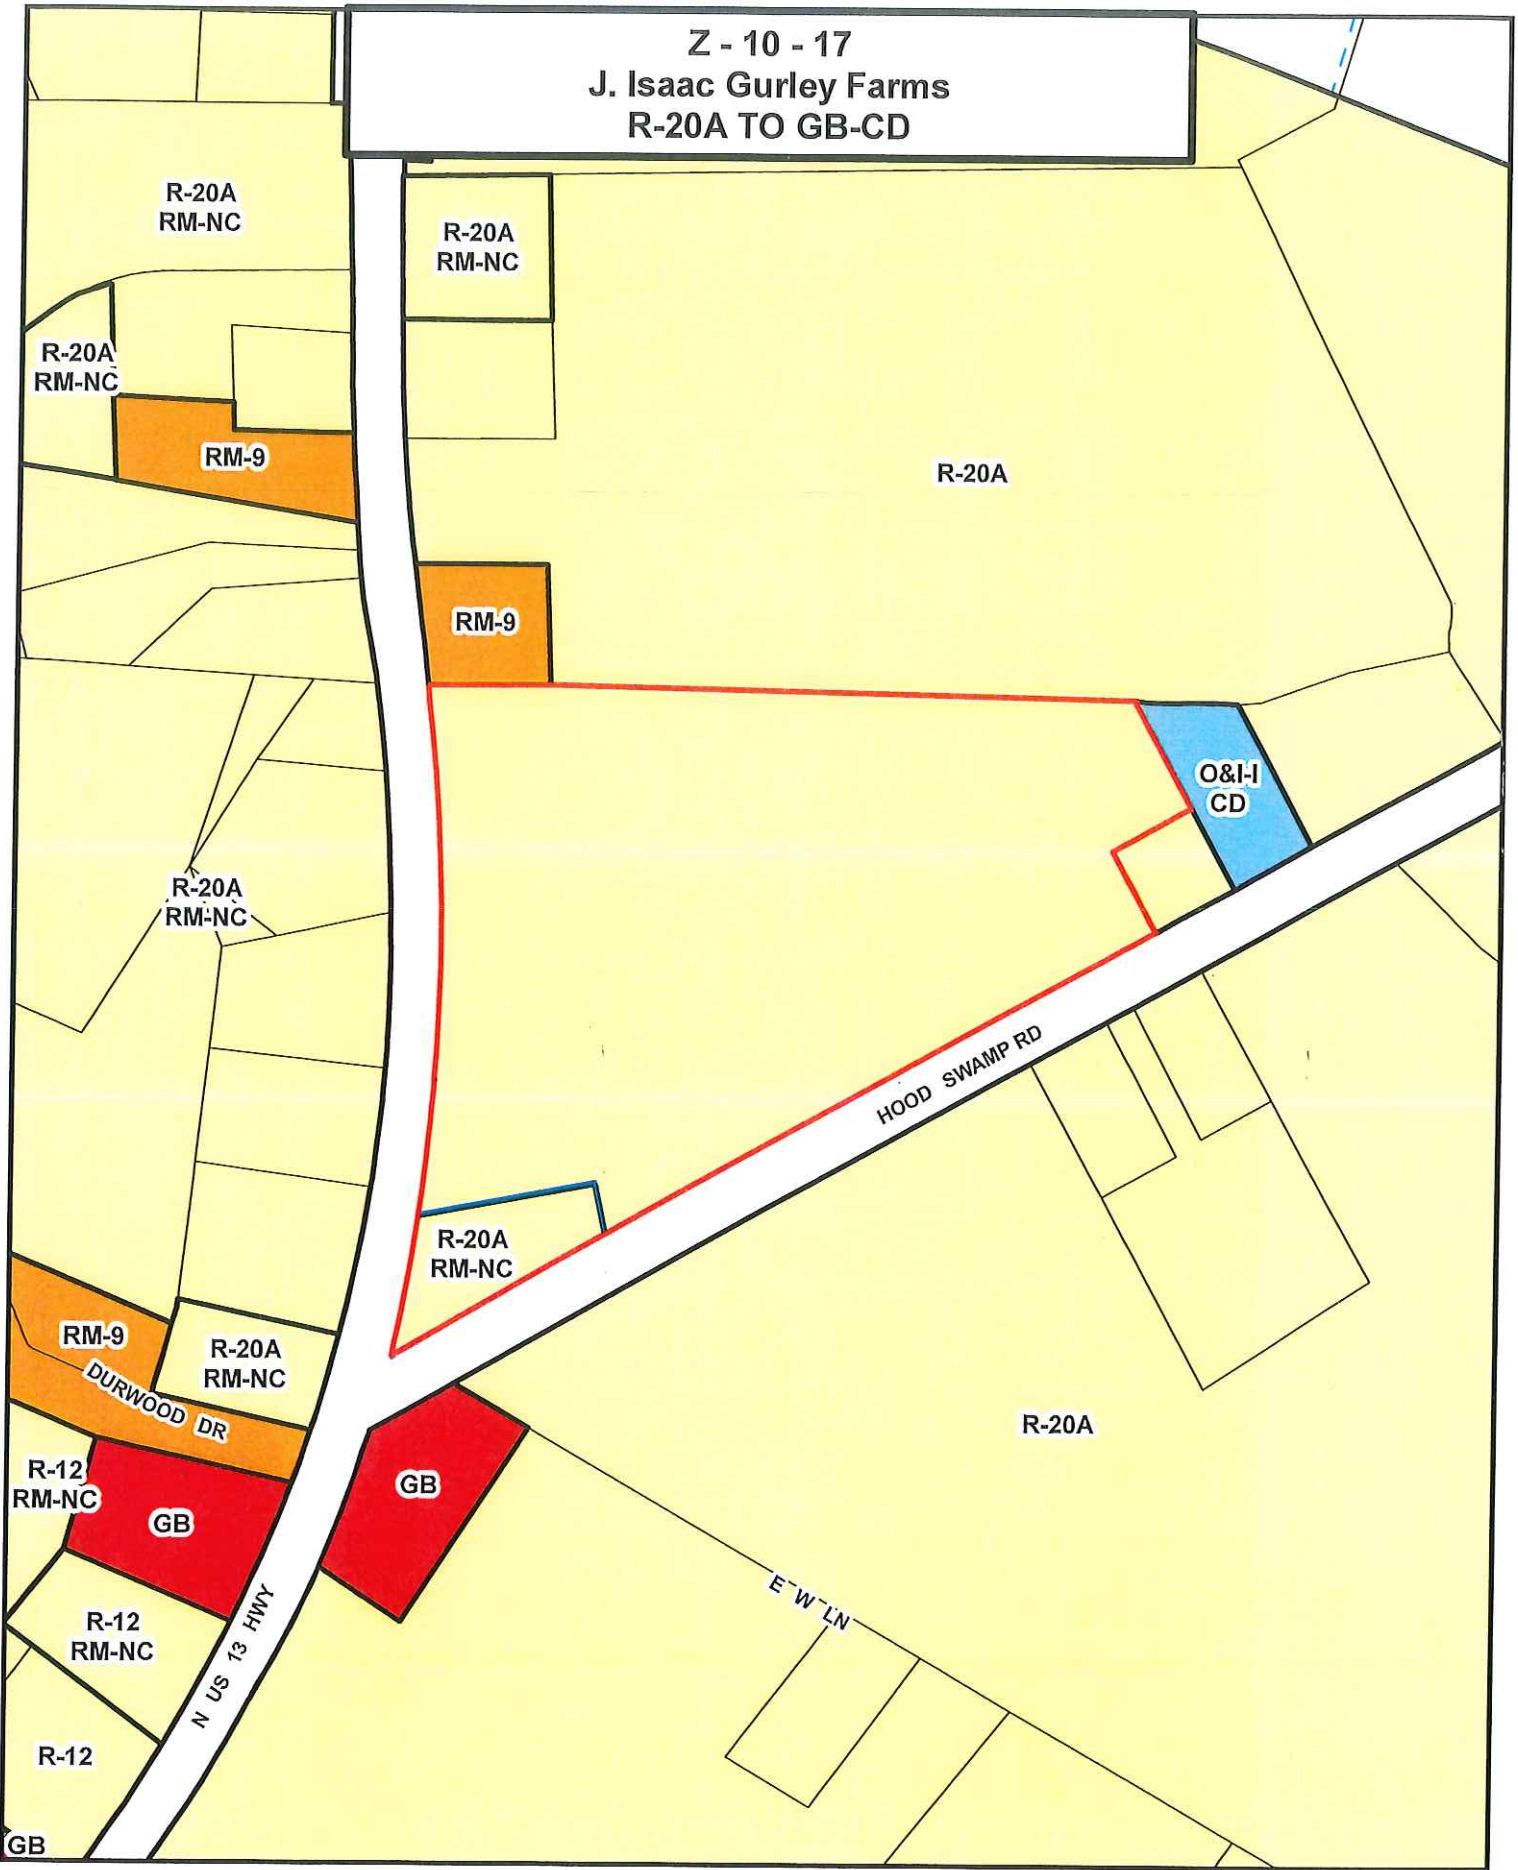 Z - 10 - 17
J. Isaac Gurley Farms
R-20A TO GB-CD
R-20A
RM-NC
R-20A
RM-NC
R-20A
RM-NC
RM-9
R-20A
RM-9
O&I-I
CD
R-20A
RM-NC
HOOD SWAMP RD
R-20A
RM-NC
RM-9
R-20A
RM-NC
DURWOOD DR
R-20A
R-12
RM-NC
GB
GB
E W LN
R-12
RM-NC
N US 13 HWY
R-12
GB